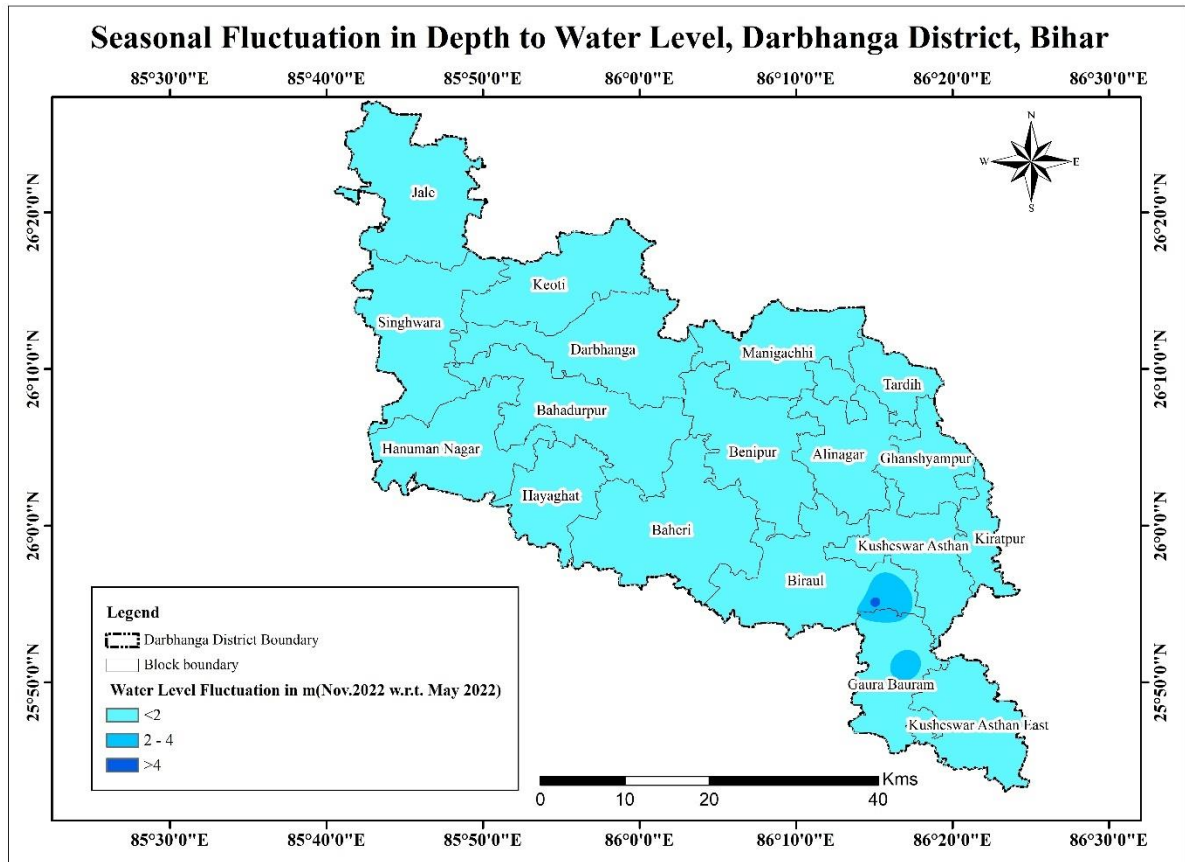 Seasonal Fluctuation in Depth to Water Level, Darbhanga District, Bihar
85°30'0"E 85°40'0"E 85°50'0"E 86°0'0"E 86°10'0"E 86°20'0"E 86°30'0"E
N
W E
S
26°20'0"N 26°20'0"N
Jale
Keoti
Singhwara
Darbhanga
Manigachhi
26°10'0"N 26°10'0"N
Tardih
Bahadurpur
Hanuman Nagar
Benipur
Alinagar
Ghanshyampur
Hayaghat
Baheri
26°0'0"N 26°0'0"N
Kusheswar Asthan
Kiratpur
Biraul
25°50'0"N 25°50'0"N
Gaura Bauram
Kusheswar Asthan East
Legend
Darbhanga District Boundary
Block boundary
Water Level Fluctuation in m(Nov.2022 w.r.t. May 2022)
<2
2 - 4
>4
Kms
0 10 20 40
85°30'0"E 85°40'0"E 85°50'0"E 86°0'0"E 86°10'0"E 86°20'0"E 86°30'0"E